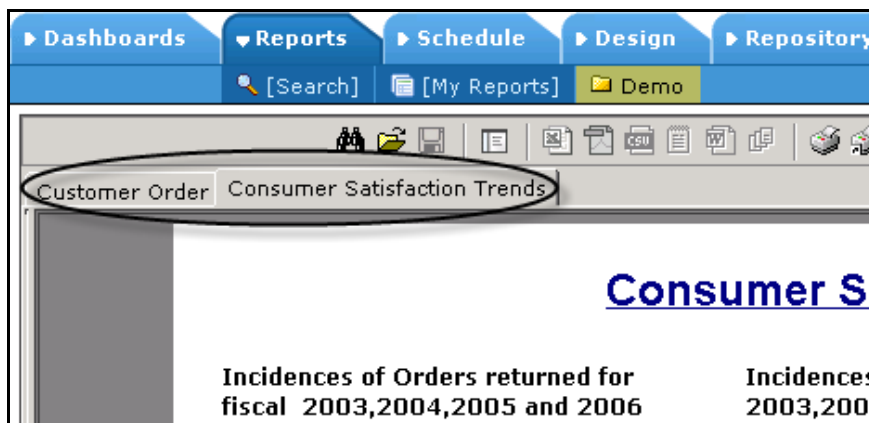 Dashboards Reports Schedule Design Repository
[Search] [My Reports] Demo
Customer Order Consumer Satisfaction Trends
Consumer S
Incidences of Orders returned for Incidences
fiscal 2003,2004,2005 and 2006 2003,200